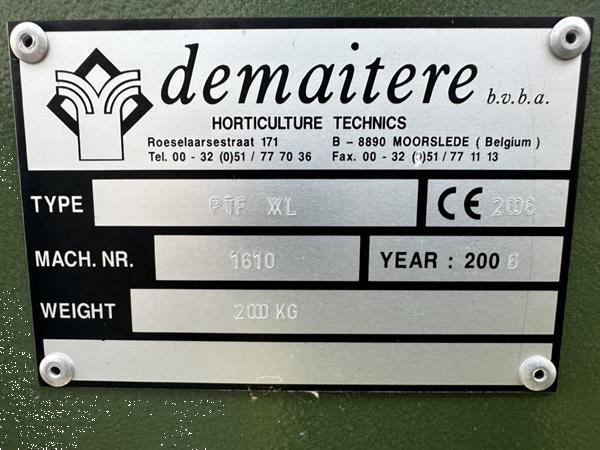 demaitere b.v.b.a.
HORTICULTURE TECHNICS
Roeselaarsestraat 171 B - 8890 MOORSLEDE ( Belgium )
Tel. 00 - 32 (0)51 / 77 70 36 Fax. 00 - 32 (0)51 / 77 11 13
TYPE PTF XXL CE 2006
MACH. NR. 1610 YEAR : 2006
WEIGHT 2000 KG